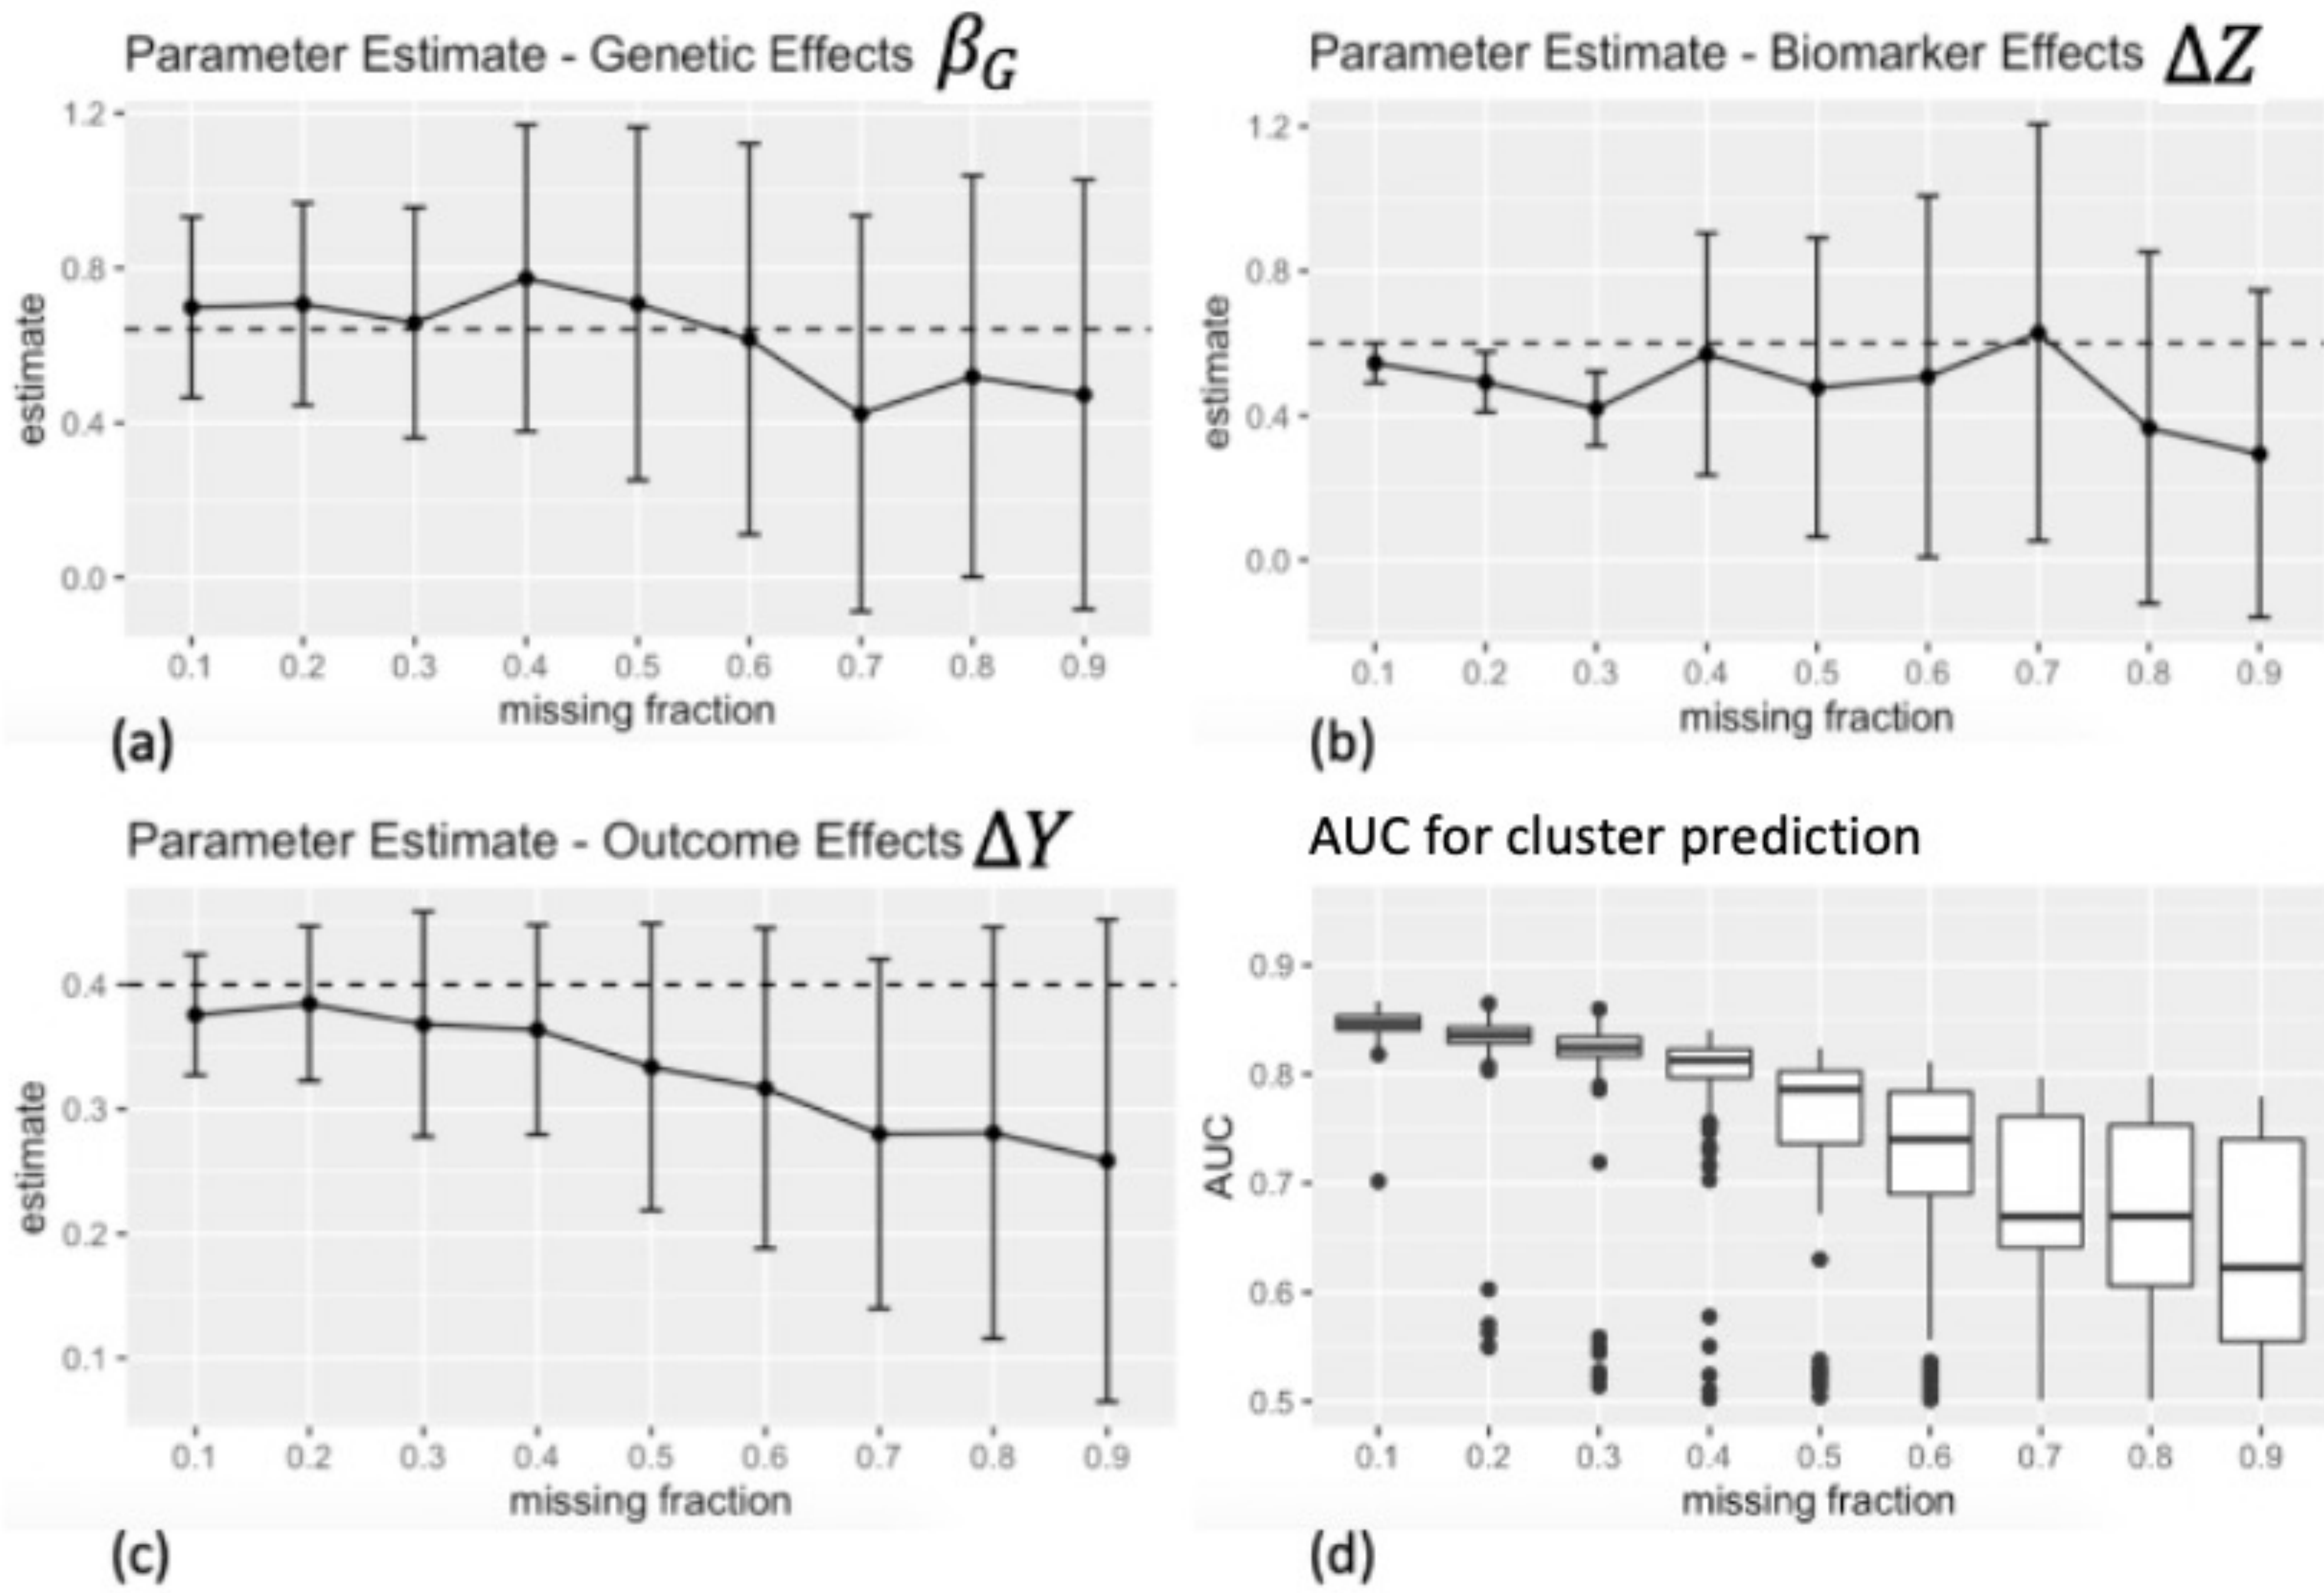 Parameter Estimate - Genetic Effects β_G
1.2
0.8
0.4
0.0
estimate
0.1 0.2 0.3 0.4 0.5 0.6 0.7 0.8 0.9
missing fraction
(a)
Parameter Estimate - Biomarker Effects ΔZ
1.2
0.8
0.4
0.0
estimate
0.1 0.2 0.3 0.4 0.5 0.6 0.7 0.8 0.9
missing fraction
(b)
Parameter Estimate - Outcome Effects ΔY
0.4
0.3
0.2
0.1
estimate
0.1 0.2 0.3 0.4 0.5 0.6 0.7 0.8 0.9
missing fraction
(c)
AUC for cluster prediction
0.9
0.8
0.7
0.6
0.5
AUC
0.1 0.2 0.3 0.4 0.5 0.6 0.7 0.8 0.9
missing fraction
(d)